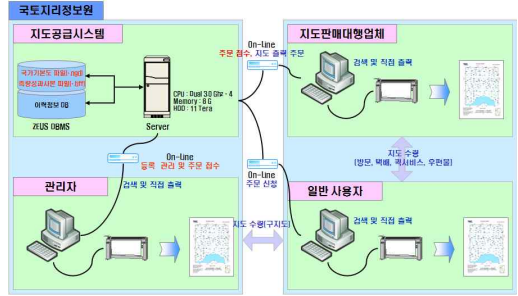 국토지리정보원
지도공급시스템
국가기본도 파일(.ngi)
측량성과사본 파일(.tiff)
이력정보 DB
ZEUS DBMS
CPU : Dual 3.0 Ghz - 4
Memory : 8 G
HDD : 11 Tera
Server
On-line
주문 접수, 지도 출력 주문
지도판매대행업체
검색 및 직접 출력
On-line
등록 관리 및 주문 접수
On-line
주문 신청
지도 수령
(방문, 택배, 퀵서비스, 우편물)
관리자
검색 및 직접 출력
지도 수령(구지도)
일반 사용자
검색 및 직접 출력